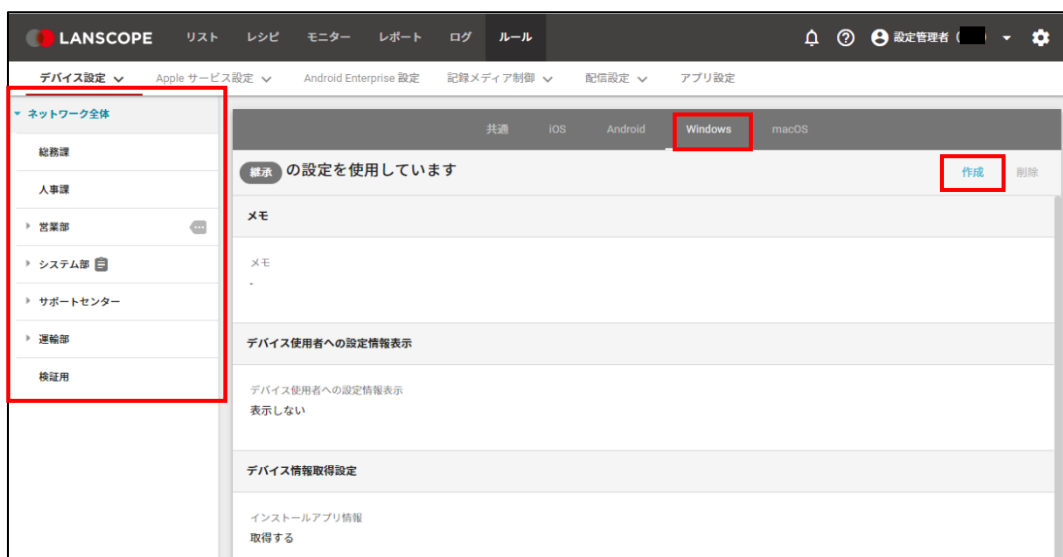 LANSCOPE リスト レシピ モニター レポート ログ ルール 設定管理者 ( )
デバイス設定 Apple サービス設定 Android Enterprise 設定 記録メディア制御 配信設定 アプリ設定
ネットワーク全体
総務課
人事課
営業部
システム部
サポートセンター
運輸部
検証用
共通 iOS Android Windows macOS
継承 の設定を使用しています 作成 削除
メモ
メモ
-
デバイス使用者への設定情報表示
デバイス使用者への設定情報表示
表示しない
デバイス情報取得設定
インストールアプリ情報
取得する